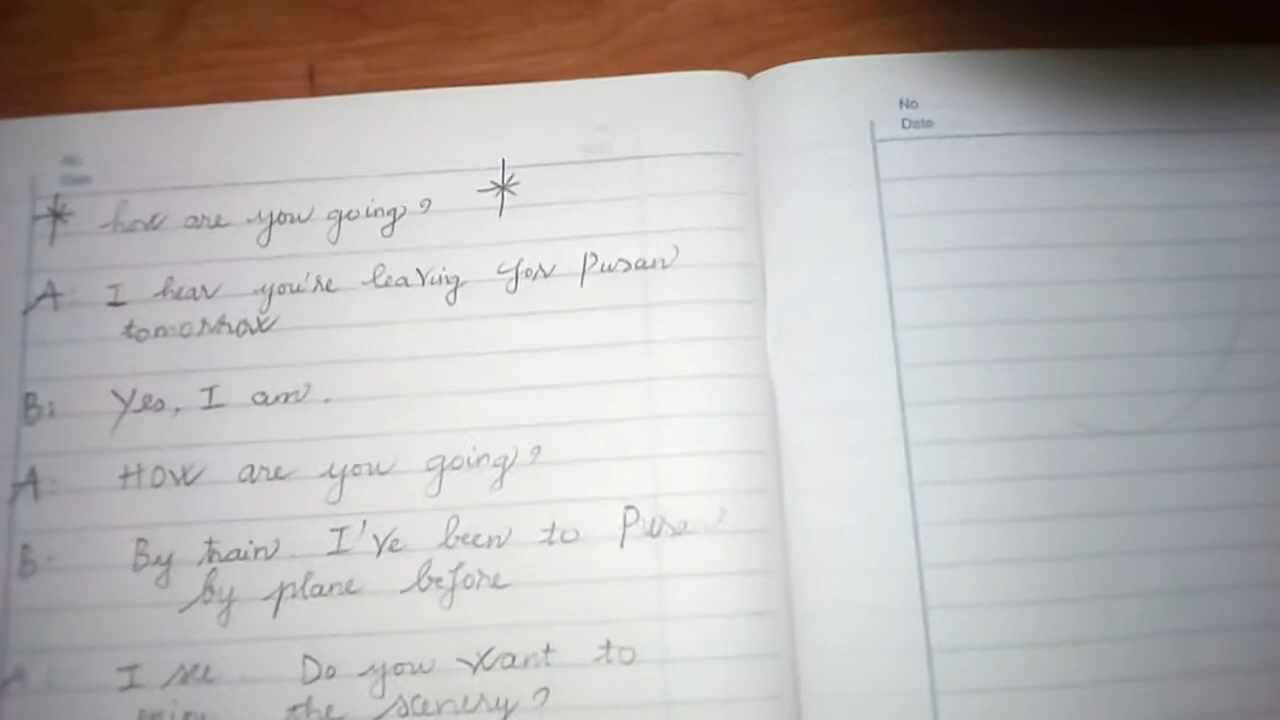 No
Date
* how are you going? *
A: I hear you're leaving for Pusan
tomorrow
B: Yes, I am.
A: How are you going?
B. By train. I've been to
by plane before
A: I see. Do you want to
enjoy the scenery?